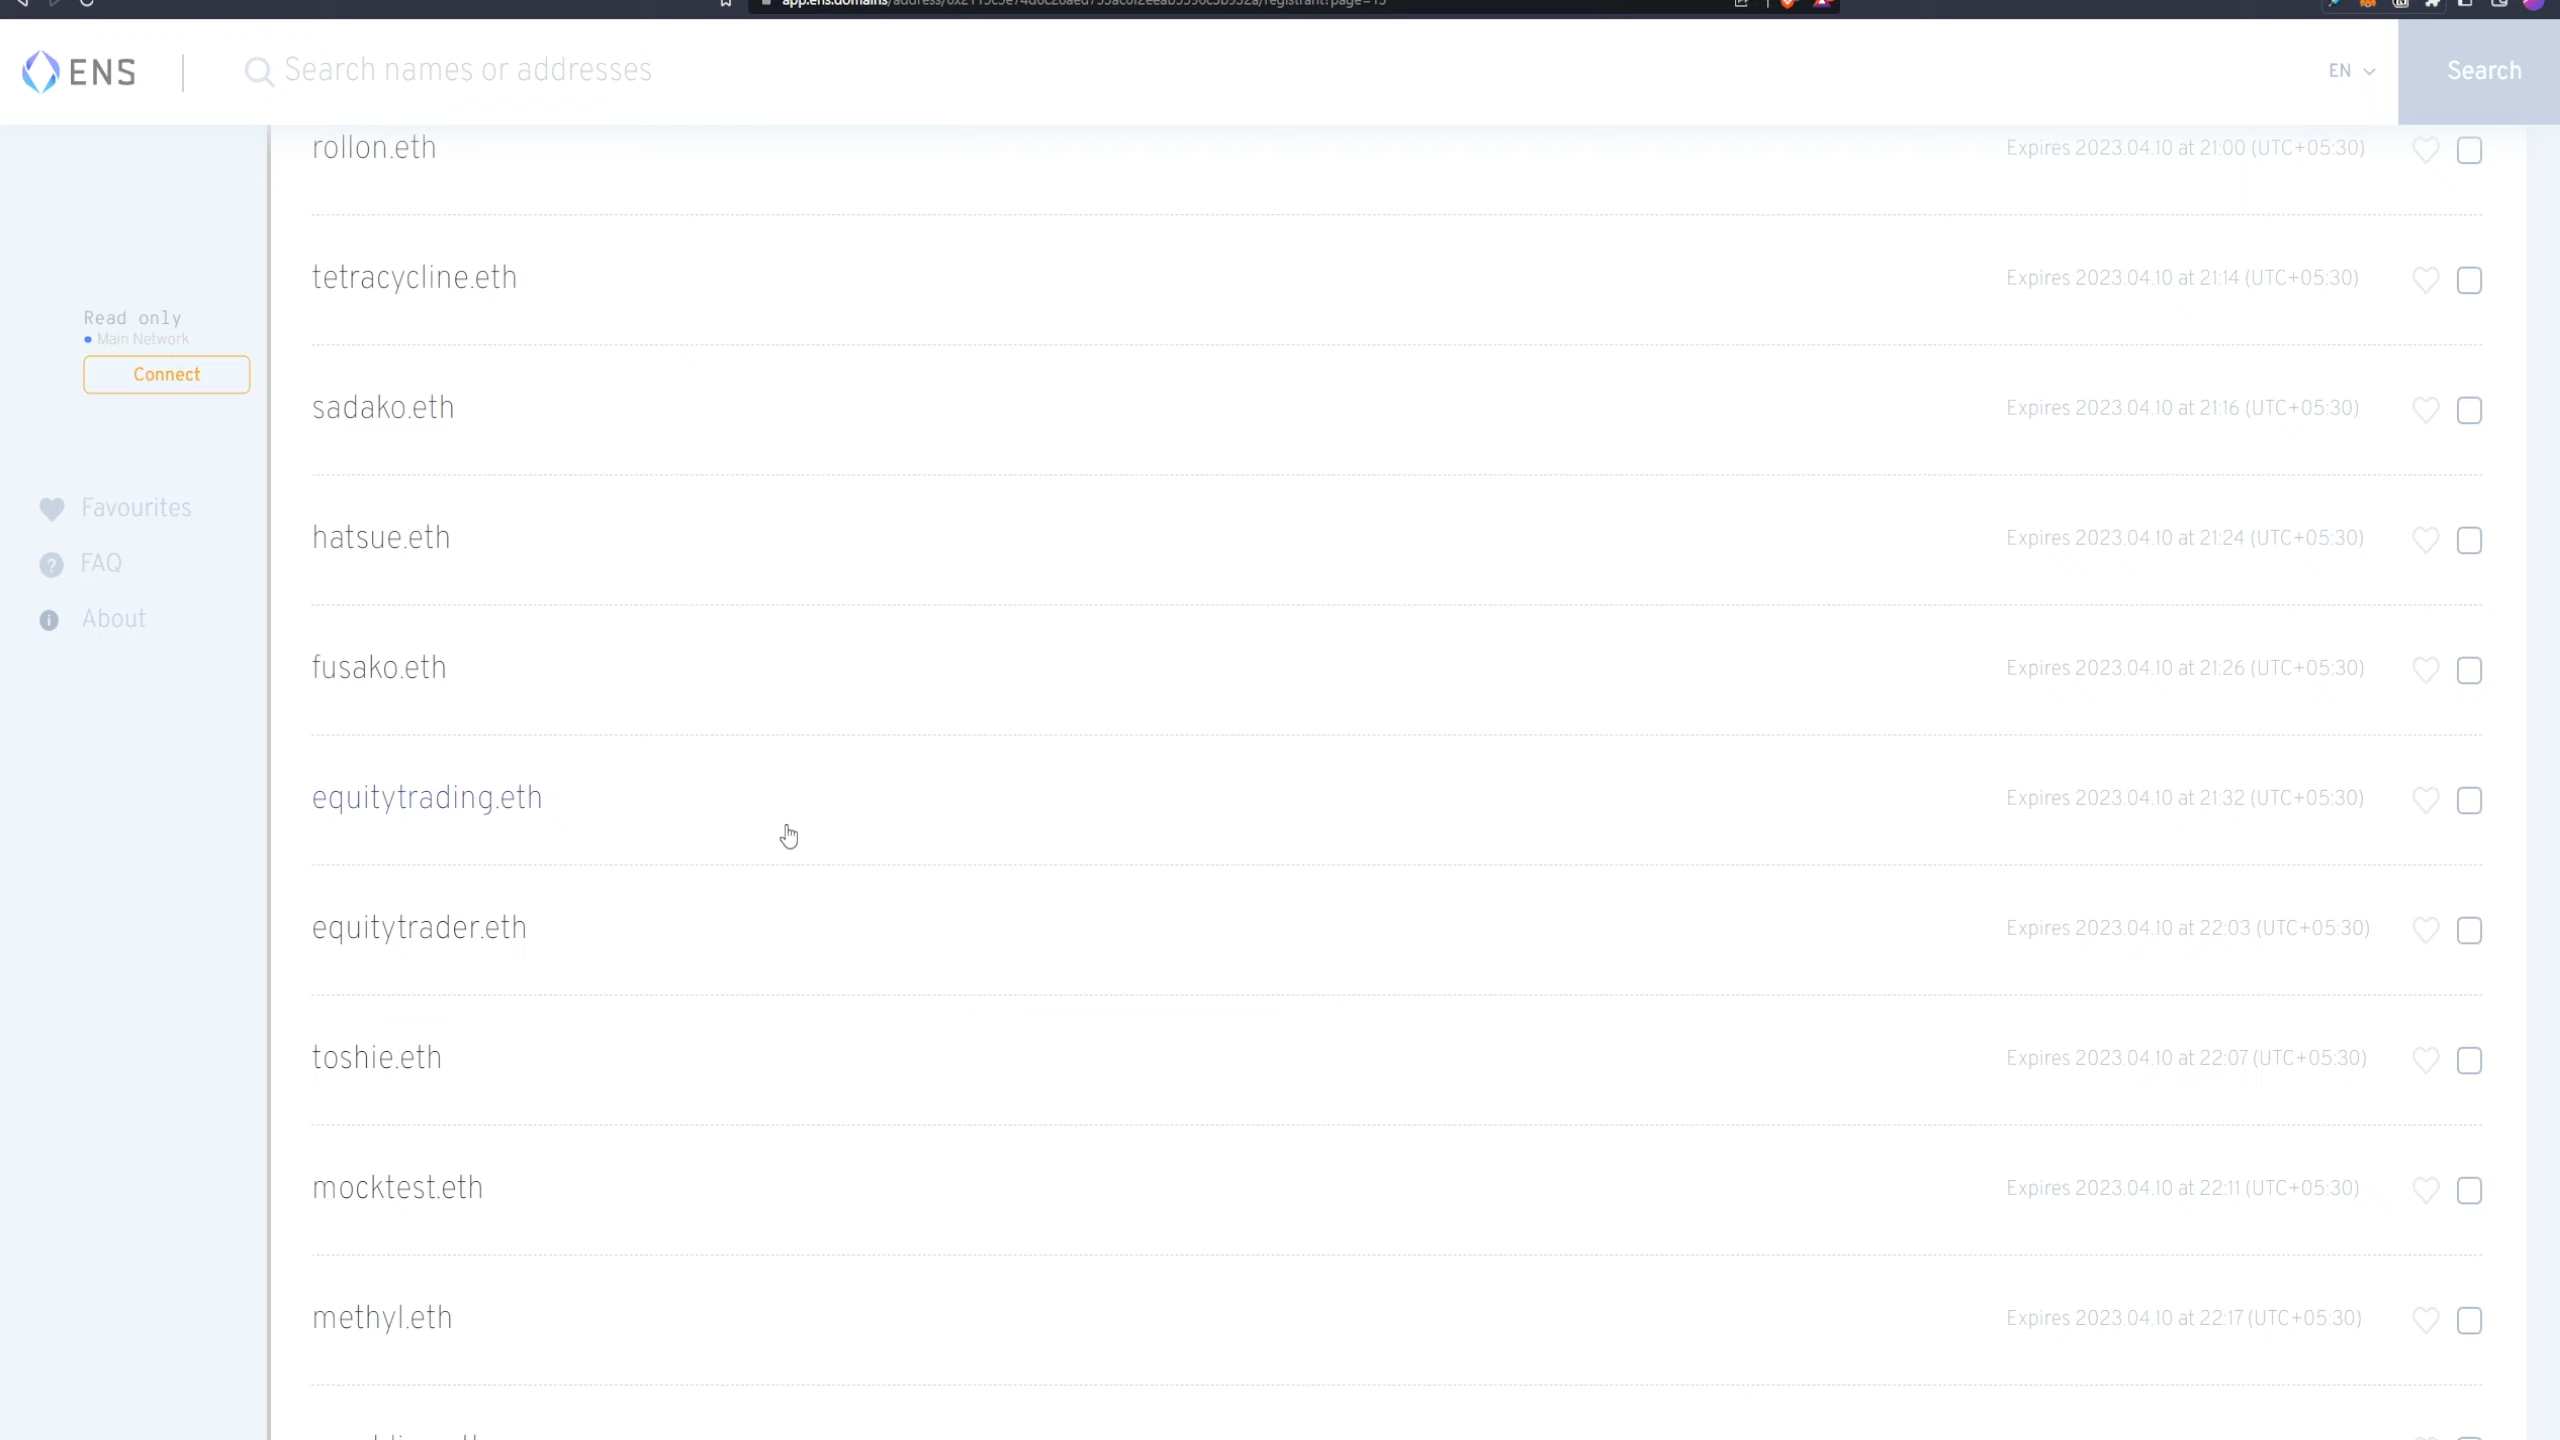 app.ens.domains
ENS
Search names or addresses
EN
Search
rollon.eth
Expires 2023.04.10 at 21:00 (UTC+05:30)
tetracycline.eth
Expires 2023.04.10 at 21:14 (UTC+05:30)
Read only
Main Network
Connect
sadako.eth
Expires 2023.04.10 at 21:16 (UTC+05:30)
Favourites
hatsue.eth
Expires 2023.04.10 at 21:24 (UTC+05:30)
FAQ
About
fusako.eth
Expires 2023.04.10 at 21:26 (UTC+05:30)
equitytrading.eth
Expires 2023.04.10 at 21:32 (UTC+05:30)
equitytrader.eth
Expires 2023.04.10 at 22:03 (UTC+05:30)
toshie.eth
Expires 2023.04.10 at 22:07 (UTC+05:30)
mocktest.eth
Expires 2023.04.10 at 22:11 (UTC+05:30)
methyl.eth
Expires 2023.04.10 at 22:17 (UTC+05:30)